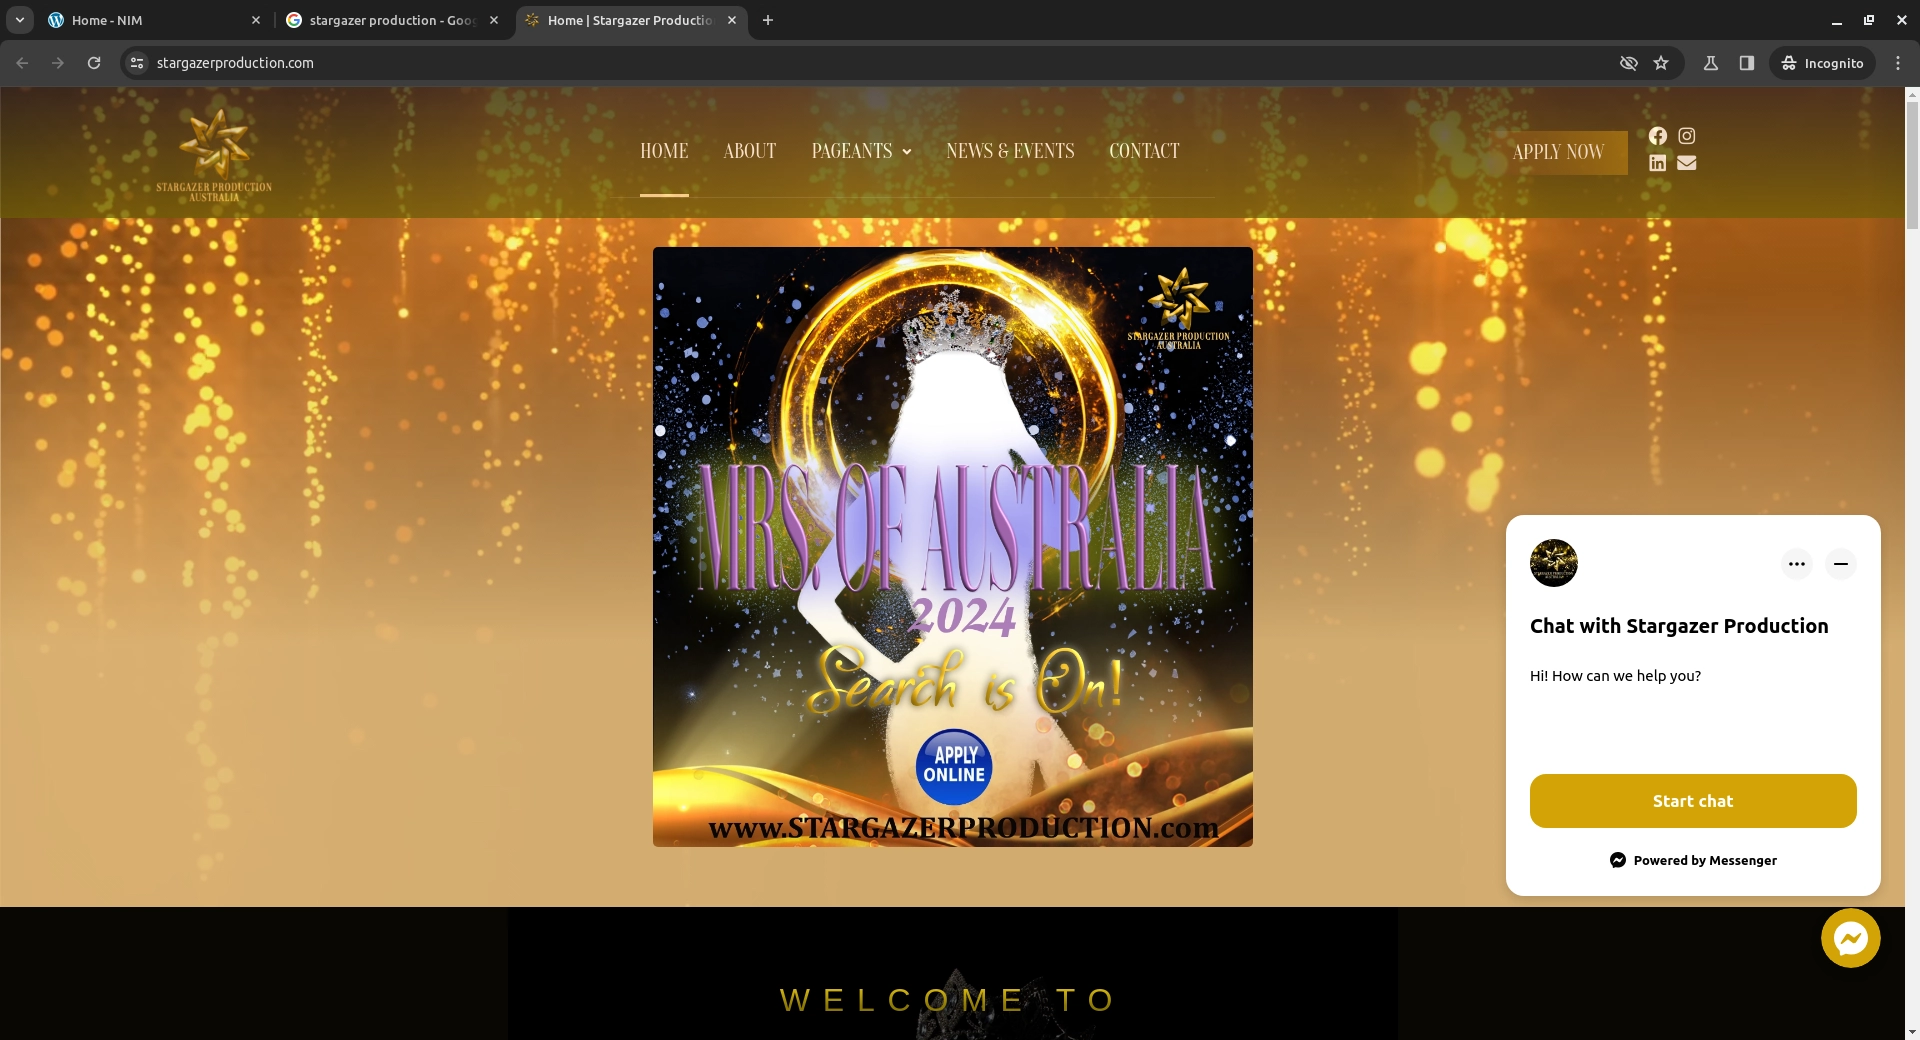 Home - NIM
stargazer production - Goog
Home | Stargazer Productio
stargazerproduction.com
Incognito
STARGAZER PRODUCTION
AUSTRALIA
HOME
ABOUT
PAGEANTS
NEWS & EVENTS
CONTACT
APPLY NOW
STARGAZER PRODUCTION
AUSTRALIA
MRS. OF AUSTRALIA
2024
Search is On!
APPLY
ONLINE
www.STARGAZERPRODUCTION.com
Chat with Stargazer Production
Hi! How can we help you?
Start chat
Powered by Messenger
WELCOME TO